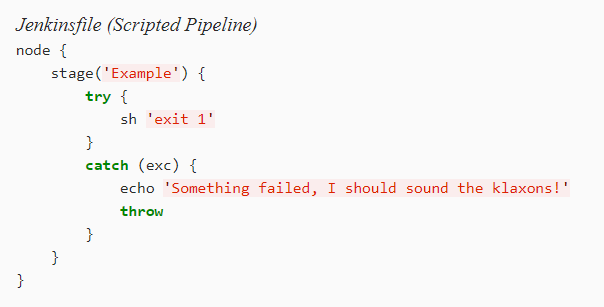 Jenkinsfile (Scripted Pipeline)
node {
    stage('Example') {
        try {
            sh 'exit 1'
        }
        catch (exc) {
            echo 'Something failed, I should sound the klaxons!'
            throw
        }
    }
}